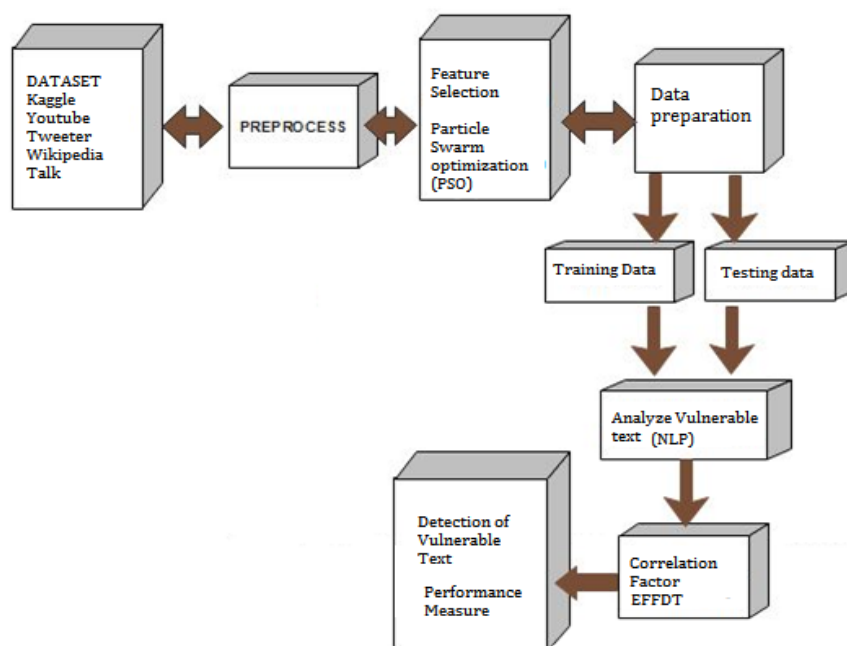 DATASET
Kaggle
Youtube
Tweeter
Wikipedia
Talk
PREPROCESS
Feature
Selection
Particle
Swarm
optimization
(PSO)
Data
preparation
Training Data
Testing data
Analyze Vulnerable
text (NLP)
Correlation
Factor
EFFDT
Detection of
Vulnerable
Text
Performance
Measure